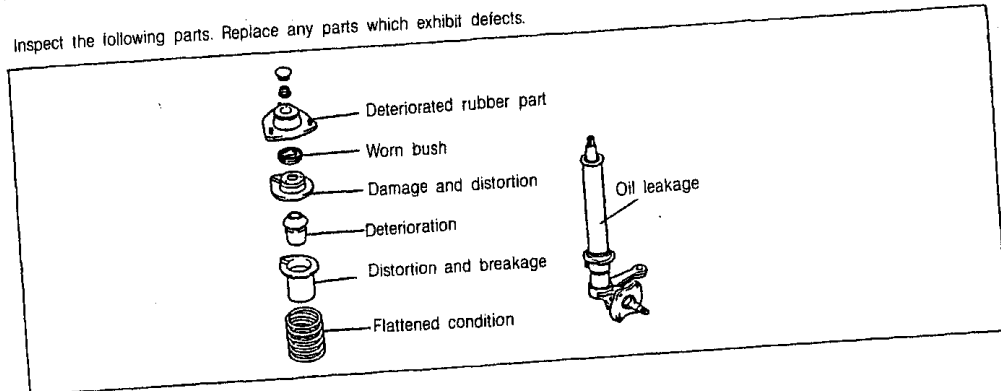 Inspect the following parts. Replace any parts which exhibit defects.
Deteriorated rubber part
Worn bush
Damage and distortion
Deterioration
Distortion and breakage
Flattened condition
Oil leakage